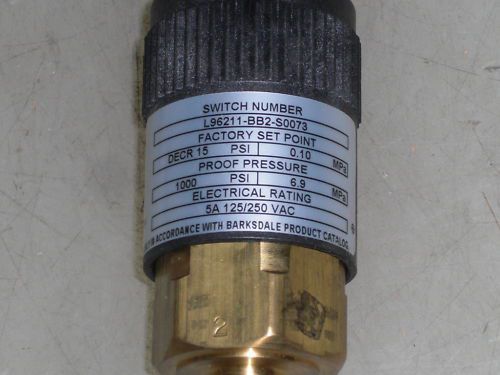 SWITCH NUMBER
L96211-BB2-S0073
FACTORY SET POINT
DECR 15 PSI 0.10 MPa
PROOF PRESSURE
1000 PSI 6.9 MPa
ELECTRICAL RATING
5A 125/250 VAC
IN ACCORDANCE WITH BARKSDALE PRODUCT CATALOG
2